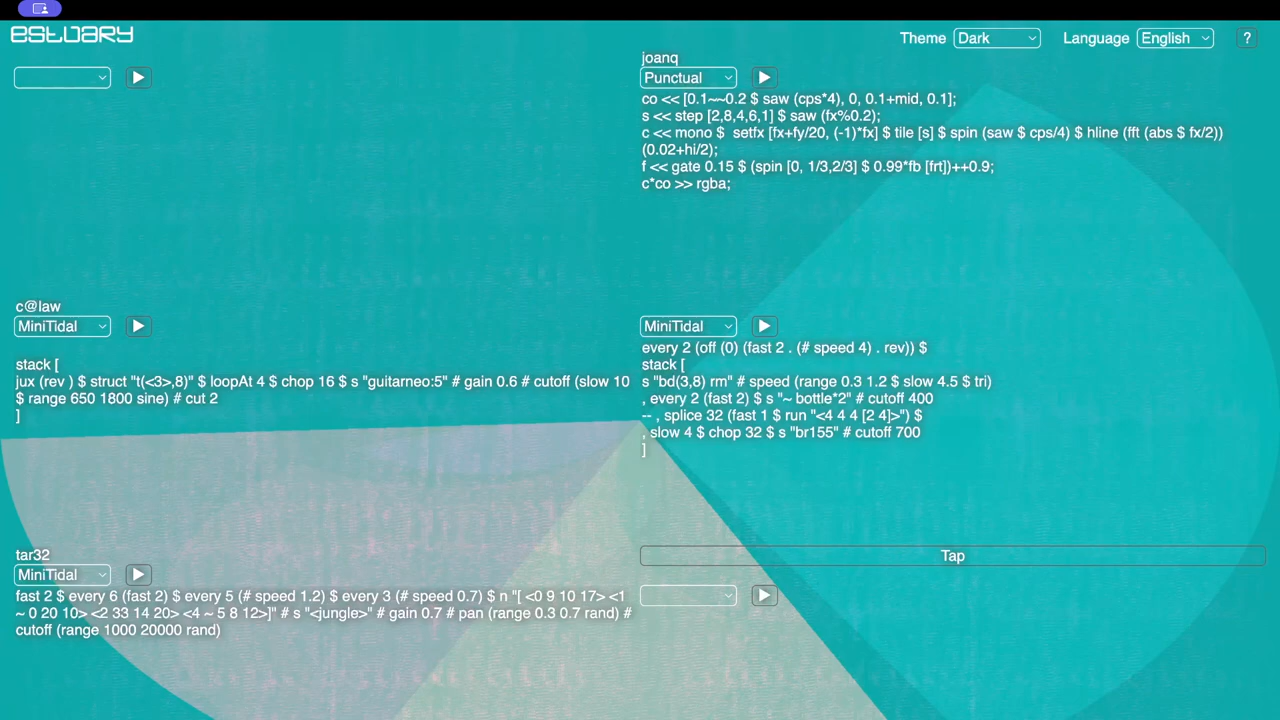 estuary
Theme Dark Language English ?
joanq
Punctual
co << [0.1~~0.2 $ saw (cps*4), 0, 0.1+mid, 0.1];
s << step [2,8,4,6,1] $ saw (fx%0.2);
c << mono $  setfx [fx+fy/20, (-1)*fx] $ tile [s] $ spin (saw $ cps/4) $ hline (fft (abs $ fx/2))
(0.02+hi/2);
f << gate 0.15 $ (spin [0, 1/3,2/3] $ 0.99*fb [frt])++0.9;
c*co >> rgba;
c@law
MiniTidal
stack [
jux (rev ) $ struct "t(<3>,8)" $ loopAt 4 $ chop 16 $ s "guitarneo:5" # gain 0.6 # cutoff (slow 10
$ range 650 1800 sine) # cut 2
]
MiniTidal
every 2 (off (0) (fast 2 . (# speed 4) . rev)) $
stack [
s "bd(3,8) rm" # speed (range 0.3 1.2 $ slow 4.5 $ tri)
, every 2 (fast 2) $ s "~ bottle*2" # cutoff 400
-- , splice 32 (fast 1 $ run "<4 4 4 [2 4]>") $
, slow 4 $ chop 32 $ s "br155" # cutoff 700
]
tar32
MiniTidal
fast 2 $ every 6 (fast 2) $ every 5 (# speed 1.2) $ every 3 (# speed 0.7) $ n "[ <0 9 10 17> <1
~ 0 20 10> <2 33 14 20> <4 ~ 5 8 12>]" # s "<jungle>" # gain 0.7 # pan (range 0.3 0.7 rand) #
cutoff (range 1000 20000 rand)
Tap